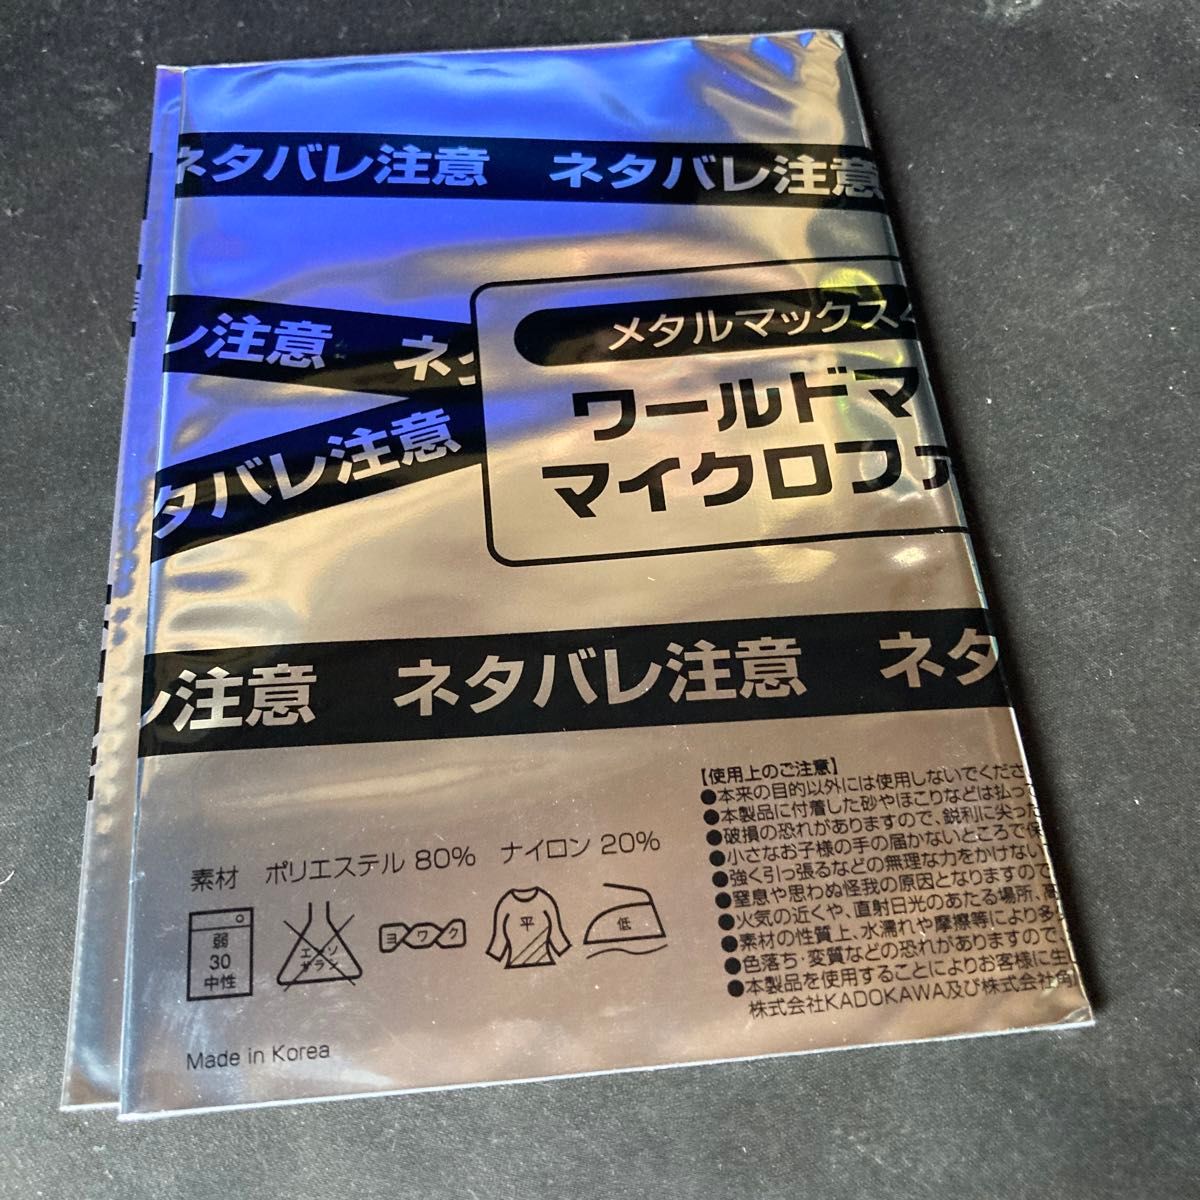 ネタバレ注意 ネタバレ注意
レ注意 ネタ
メタルマックス4
タバレ注意
ワールドマ
マイクロファ
レ注意 ネタバレ注意 ネタ
【使用上のご注意】
●本来の目的以外には使用しないでくださ
●本製品に付着した砂やほこりなどは払って
●破損の恐れがありますので、鋭利に尖った
●小さなお子様の手の届かないところで保
●強く引っ張るなどの無理な力をかけない
●窒息や思わぬ怪我の原因となりますので
●火気の近くや、直射日光のあたる場所、高
●素材の性質上、水濡れや摩擦等により多
●色落ち・変質などの恐れがありますので、
●本製品を使用することによりお客様に生
株式会社KADOKAWA及び株式会社角
素材 ポリエステル 80% ナイロン 20%
弱
30
中性
エンソ
サラシ
ヨワク
平
低
Made in Korea